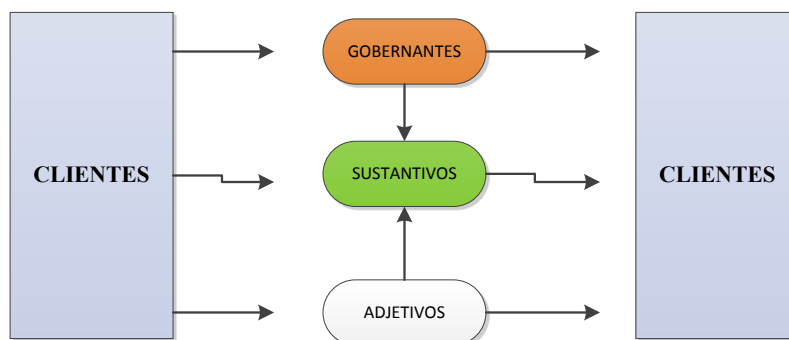 GOBERNANTES
CLIENTES
SUSTANTIVOS
CLIENTES
ADJETIVOS